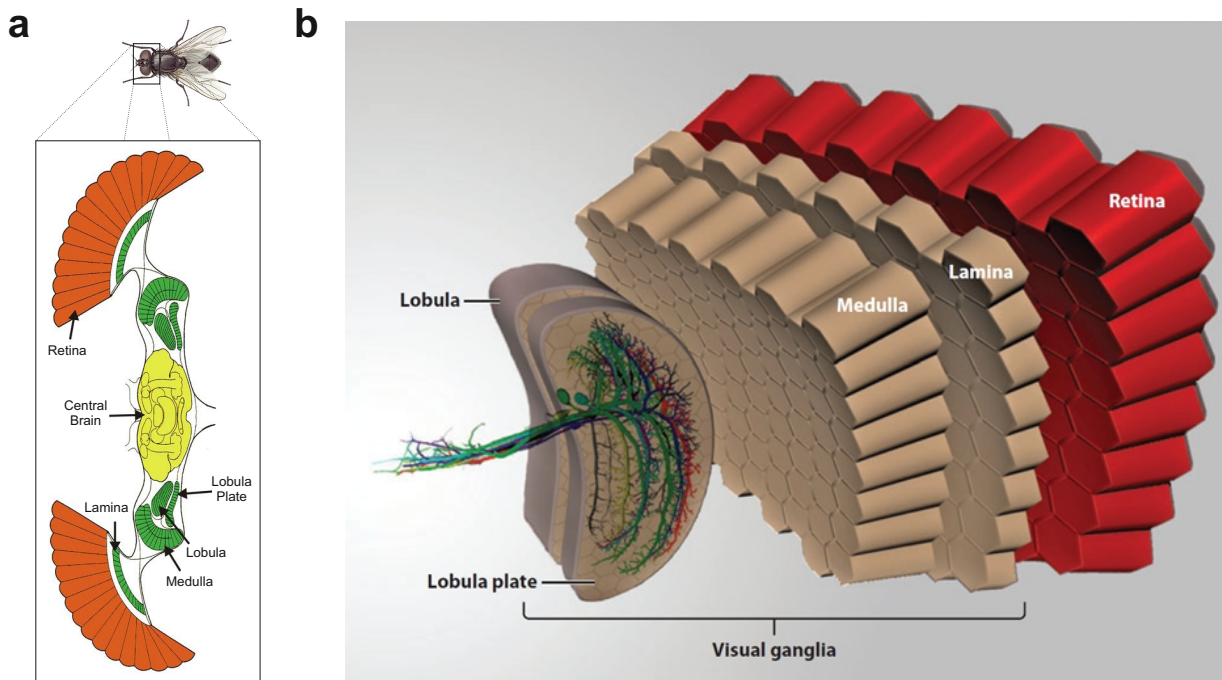 a
Retina
Central
Brain
Lobula
Plate
Lamina
Lobula
Medulla
b
Retina
Lamina
Medulla
Lobula
Lobula plate
Visual ganglia